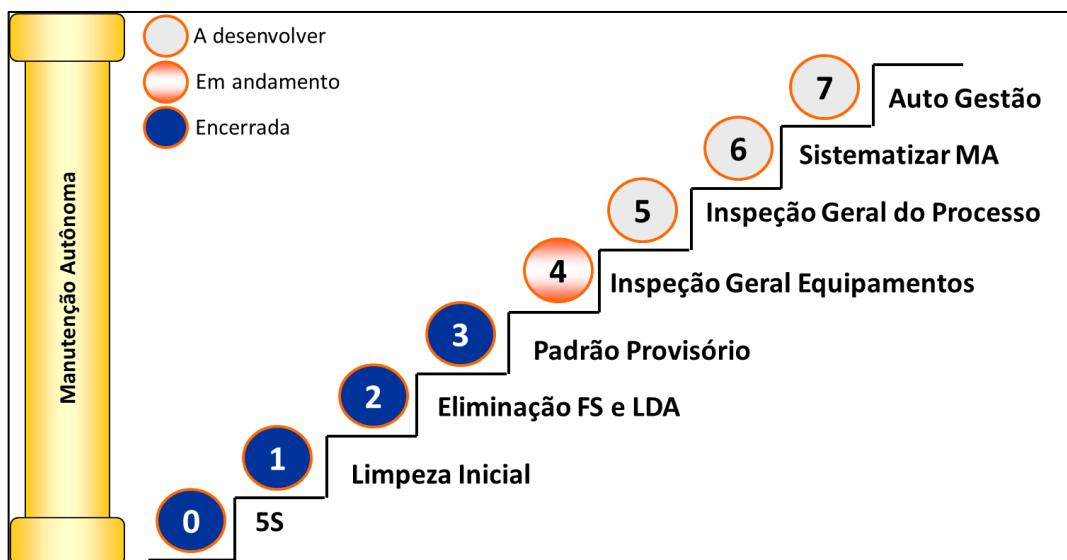 A desenvolver
Em andamento
Encerrada
Manutenção Autônoma
7
Auto Gestão
6
Sistematizar MA
5
Inspeção Geral do Processo
4
Inspeção Geral Equipamentos
3
Padrão Provisório
2
Eliminação FS e LDA
1
Limpeza Inicial
0
5S